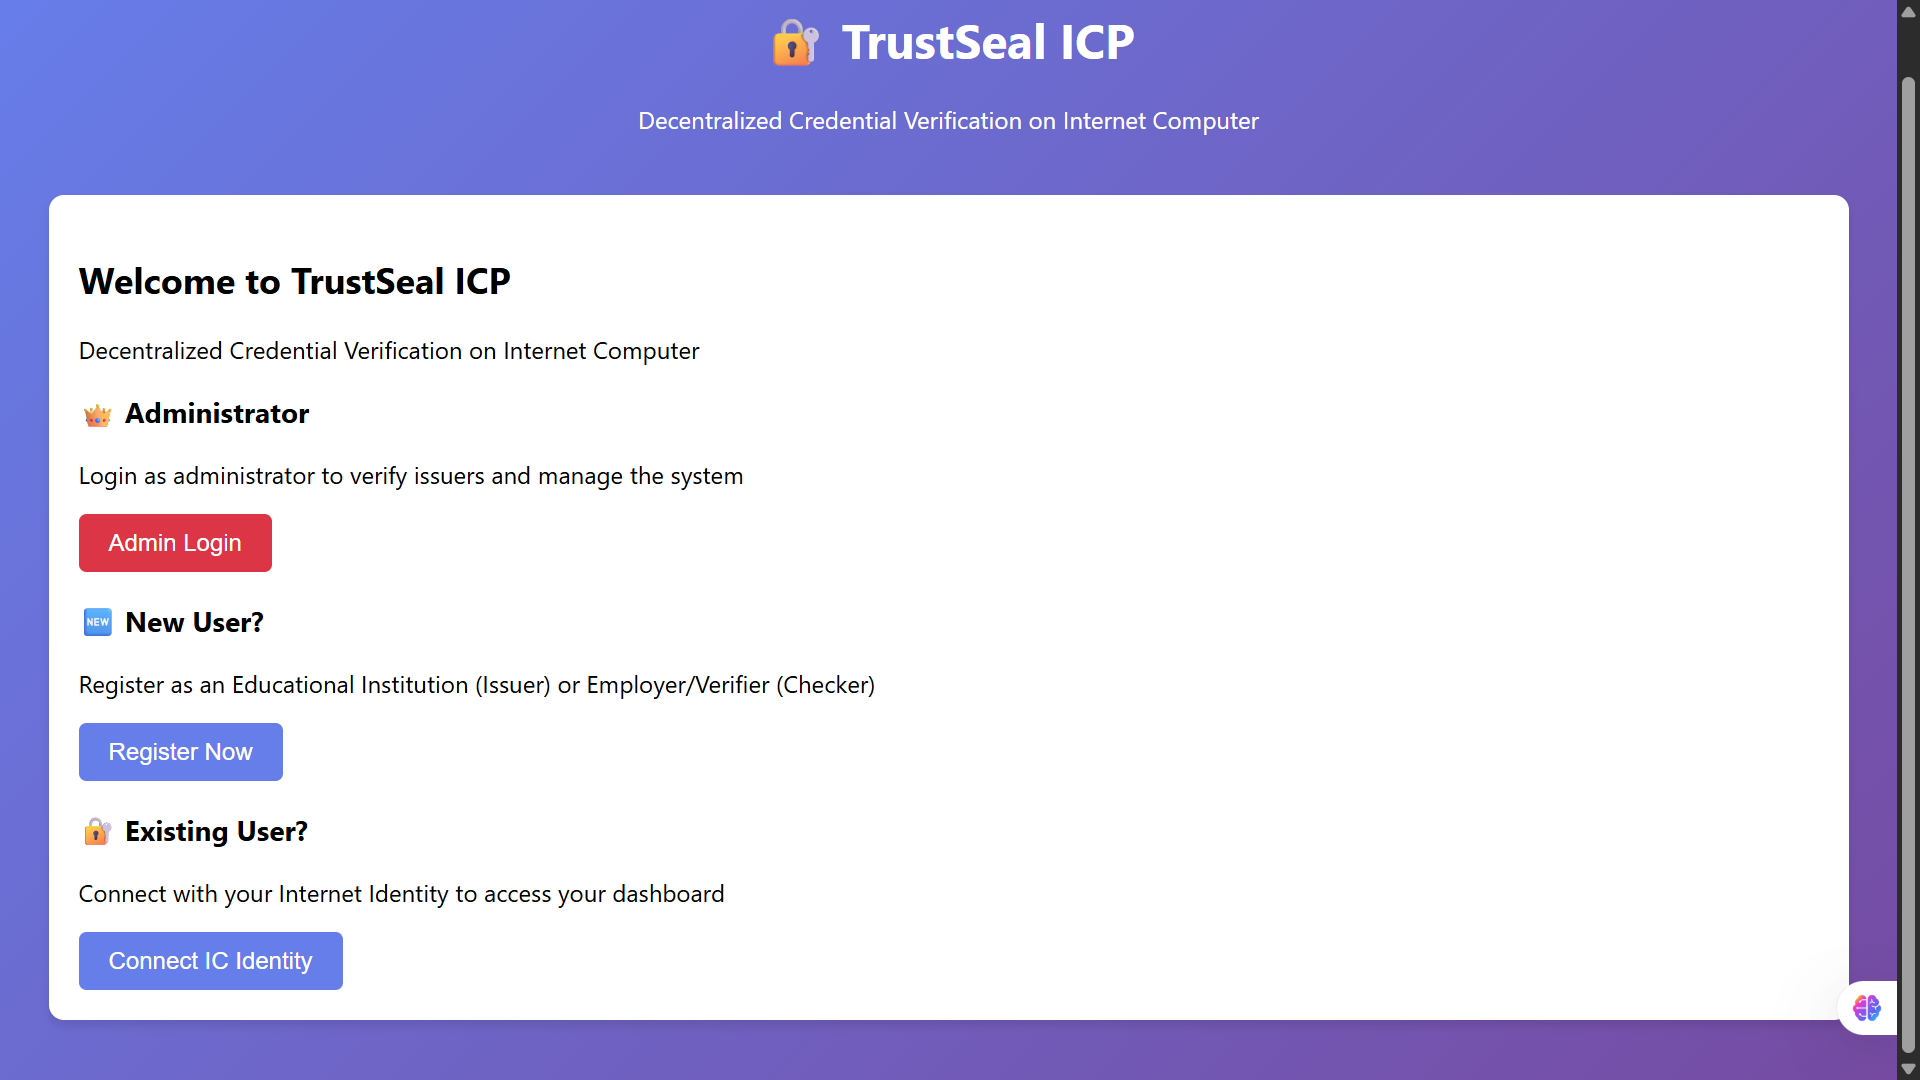 TrustSeal ICP
Decentralized Credential Verification on Internet Computer
Welcome to TrustSeal ICP
Decentralized Credential Verification on Internet Computer
Administrator
Login as administrator to verify issuers and manage the system
Admin Login
NEW New User?
Register as an Educational Institution (Issuer) or Employer/Verifier (Checker)
Register Now
Existing User?
Connect with your Internet Identity to access your dashboard
Connect IC Identity